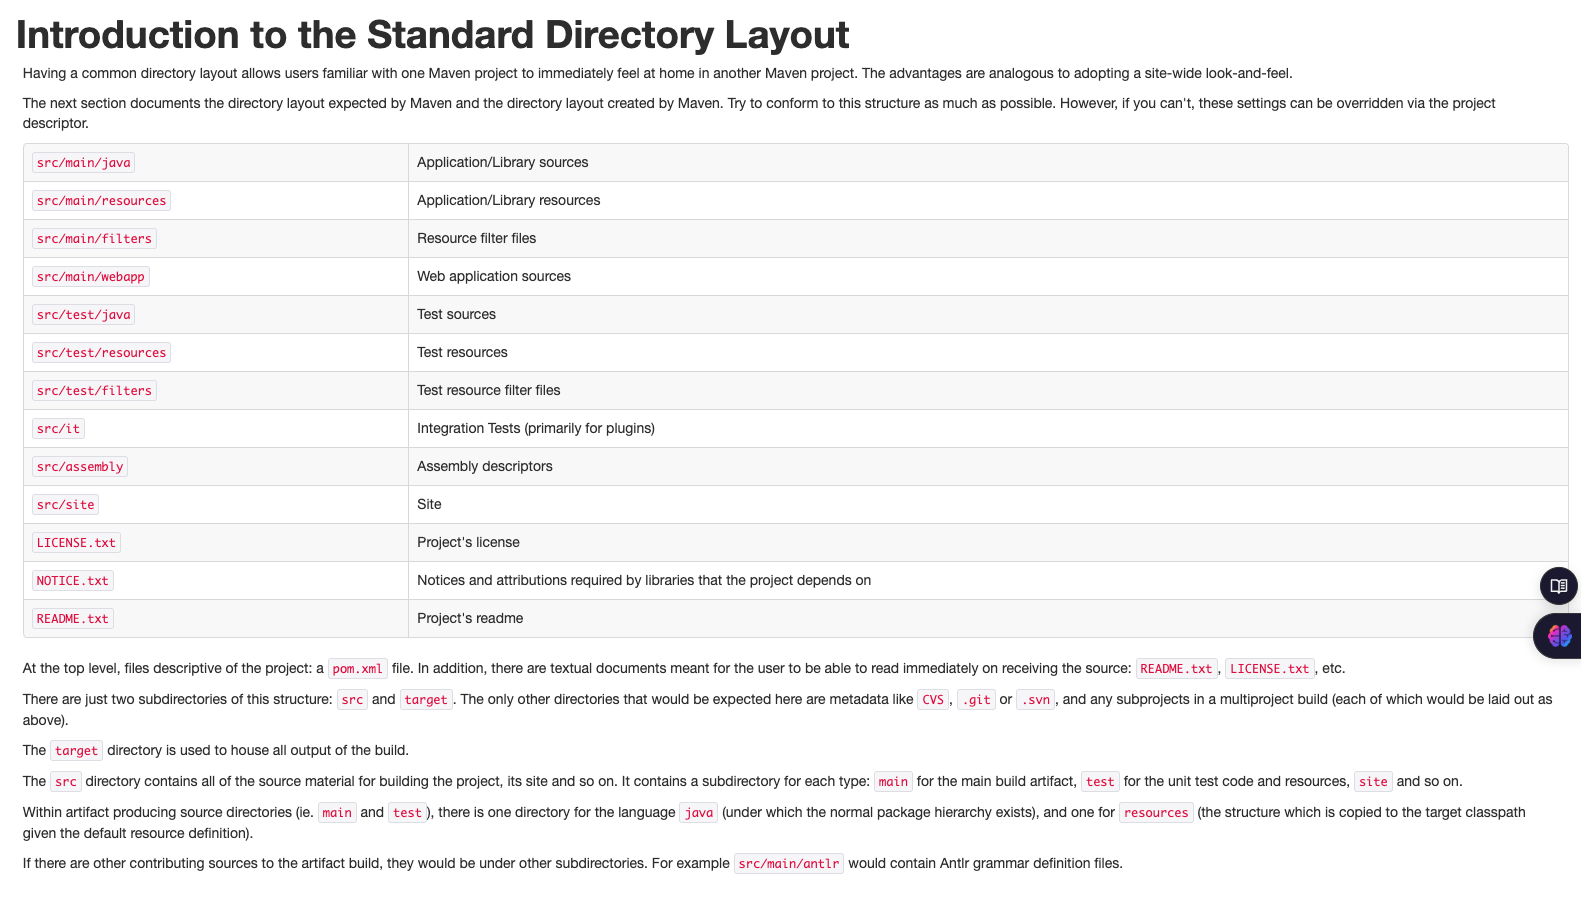 Introduction to the Standard Directory Layout
Having a common directory layout allows users familiar with one Maven project to immediately feel at home in another Maven project. The advantages are analogous to adopting a site-wide look-and-feel.
The next section documents the directory layout expected by Maven and the directory layout created by Maven. Try to conform to this structure as much as possible. However, if you can't, these settings can be overridden via the project
descriptor.
src/main/java Application/Library sources
src/main/resources Application/Library resources
src/main/filters Resource filter files
src/main/webapp Web application sources
src/test/java Test sources
src/test/resources Test resources
src/test/filters Test resource filter files
src/it Integration Tests (primarily for plugins)
src/assembly Assembly descriptors
src/site Site
LICENSE.txt Project's license
NOTICE.txt Notices and attributions required by libraries that the project depends on
README.txt Project's readme
At the top level, files descriptive of the project: a pom.xml file. In addition, there are textual documents meant for the user to be able to read immediately on receiving the source: README.txt, LICENSE.txt, etc.
There are just two subdirectories of this structure: src and target. The only other directories that would be expected here are metadata like CVS, .git or .svn, and any subprojects in a multiproject build (each of which would be laid out as
above).
The target directory is used to house all output of the build.
The src directory contains all of the source material for building the project, its site and so on. It contains a subdirectory for each type: main for the main build artifact, test for the unit test code and resources, site and so on.
Within artifact producing source directories (ie. main and test), there is one directory for the language java (under which the normal package hierarchy exists), and one for resources (the structure which is copied to the target classpath
given the default resource definition).
If there are other contributing sources to the artifact build, they would be under other subdirectories. For example src/main/antlr would contain Antlr grammar definition files.